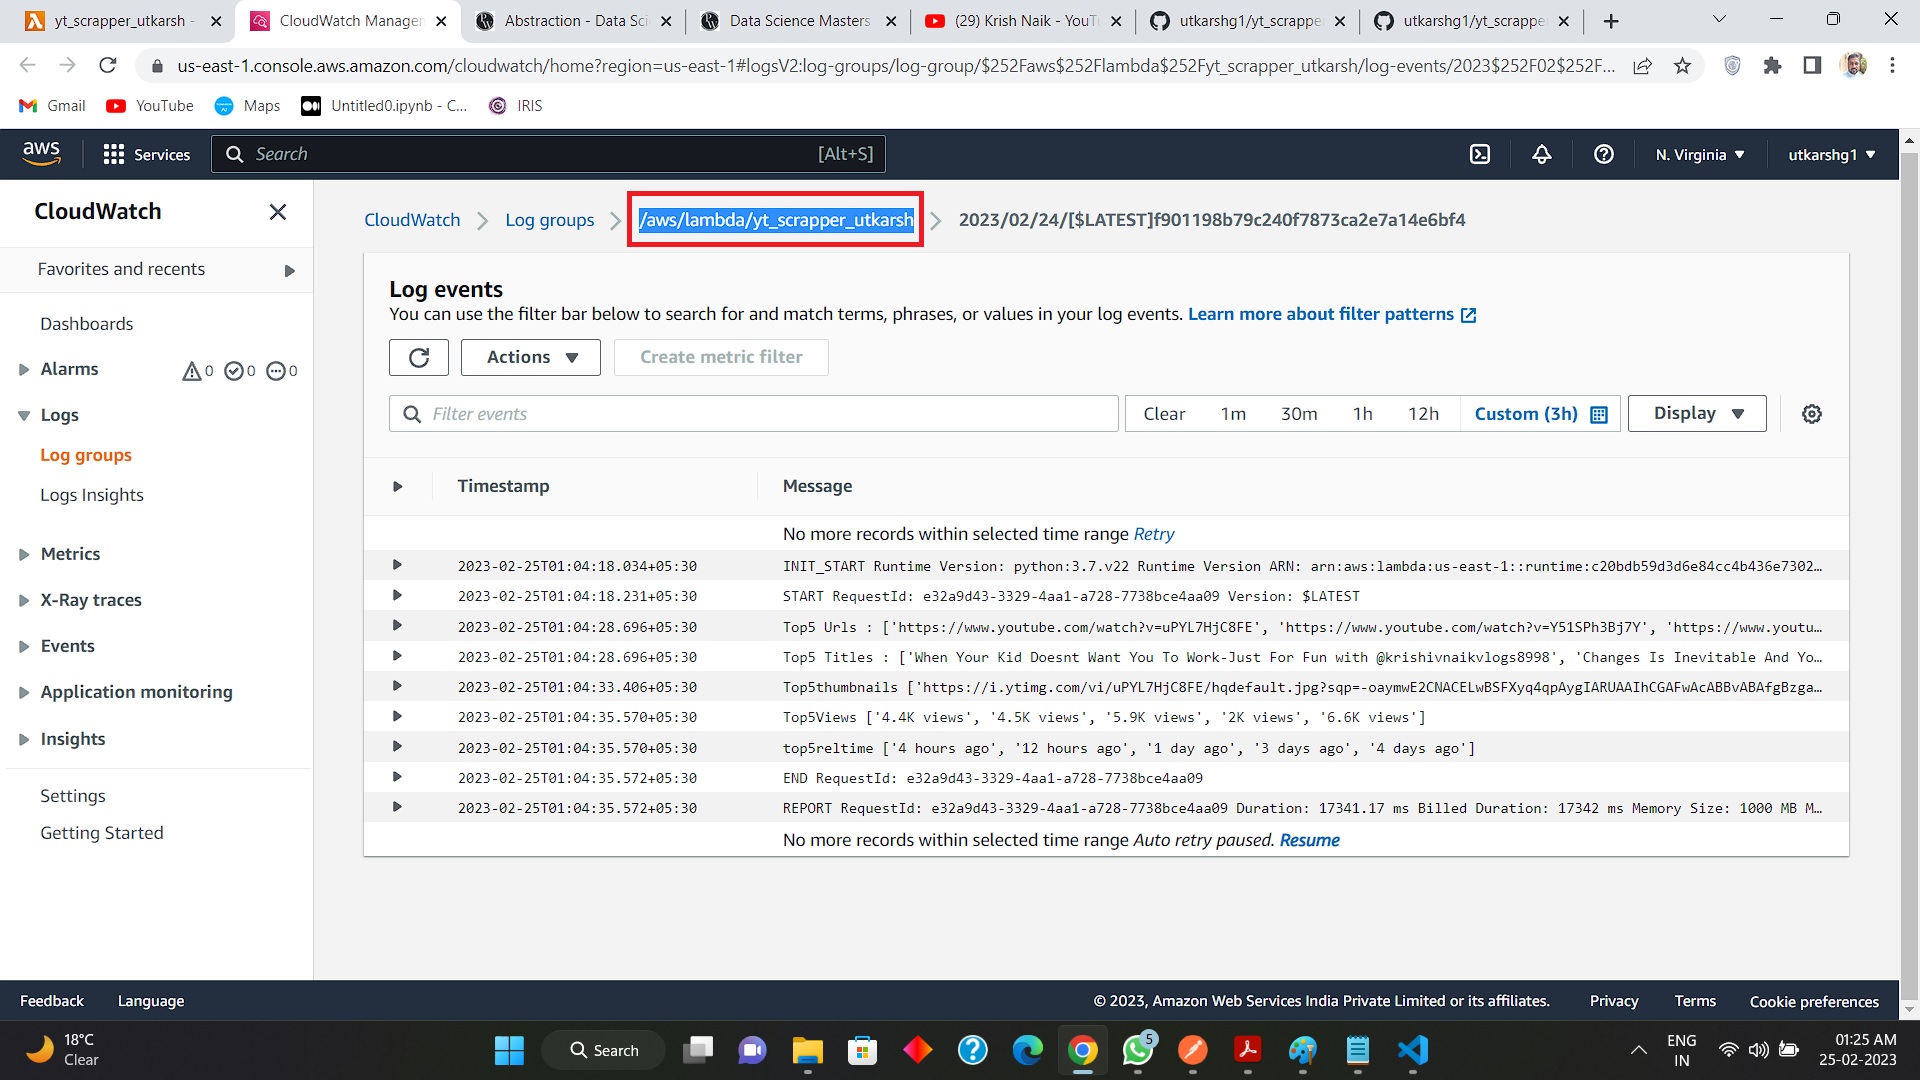 yt_scrapper_utkarsh -
CloudWatch Manager
Abstraction - Data Sci
Data Science Masters
(29) Krish Naik - YouTu
utkarshg1/yt_scrapper
utkarshg1/yt_scrapper
us-east-1.console.aws.amazon.com/cloudwatch/home?region=us-east-1#logsV2:log-groups/log-group/$252Faws$252Flambda$252Fyt_scrapper_utkarsh/log-events/2023$252F02$252F...
Gmail
YouTube
Maps
Untitled0.ipynb - C...
IRIS
aws
Services
Search
[Alt+S]
N. Virginia
utkarshg1
CloudWatch
Favorites and recents
Dashboards
Alarms
0
0
0
Logs
Log groups
Logs Insights
Metrics
X-Ray traces
Events
Application monitoring
Insights
Settings
Getting Started
CloudWatch
Log groups
/aws/lambda/yt_scrapper_utkarsh
2023/02/24/[$LATEST]f901198b79c240f7873ca2e7a14e6bf4
Log events
You can use the filter bar below to search for and match terms, phrases, or values in your log events. Learn more about filter patterns
Actions
Create metric filter
Filter events
Clear
1m
30m
1h
12h
Custom (3h)
Display
Timestamp
Message
No more records within selected time range Retry
2023-02-25T01:04:18.034+05:30 INIT_START Runtime Version: python:3.7.v22 Runtime Version ARN: arn:aws:lambda:us-east-1::runtime:c20bdb59d3d6e84cc4b436e7302...
2023-02-25T01:04:18.231+05:30 START RequestId: e32a9d43-3329-4aa1-a728-7738bce4aa09 Version: $LATEST
2023-02-25T01:04:28.696+05:30 Top5 Urls : ['https://www.youtube.com/watch?v=uPYL7HjC8FE', 'https://www.youtube.com/watch?v=Y51SPh3Bj7Y', 'https://www.youtu...
2023-02-25T01:04:28.696+05:30 Top5 Titles : ['When Your Kid Doesnt Want You To Work-Just For Fun with @krishivnaikvlogs8998', 'Changes Is Inevitable And Yo...
2023-02-25T01:04:33.406+05:30 Top5thumbnails ['https://i.ytimg.com/vi/uPYL7HjC8FE/hqdefault.jpg?sqp=-oaymwE2CNACELwBSFXyq4qpAygIARUAAIhCGAFwAcABBvABAfgBzga...
2023-02-25T01:04:35.570+05:30 Top5Views ['4.4K views', '4.5K views', '5.9K views', '2K views', '6.6K views']
2023-02-25T01:04:35.570+05:30 top5reltime ['4 hours ago', '12 hours ago', '1 day ago', '3 days ago', '4 days ago']
2023-02-25T01:04:35.572+05:30 END RequestId: e32a9d43-3329-4aa1-a728-7738bce4aa09
2023-02-25T01:04:35.572+05:30 REPORT RequestId: e32a9d43-3329-4aa1-a728-7738bce4aa09 Duration: 17341.17 ms Billed Duration: 17342 ms Memory Size: 1000 MB M...
No more records within selected time range Auto retry paused. Resume
Feedback
Language
© 2023, Amazon Web Services India Private Limited or its affiliates.
Privacy
Terms
Cookie preferences
18°C
Clear
Search
5
ENG
IN
01:25 AM
25-02-2023